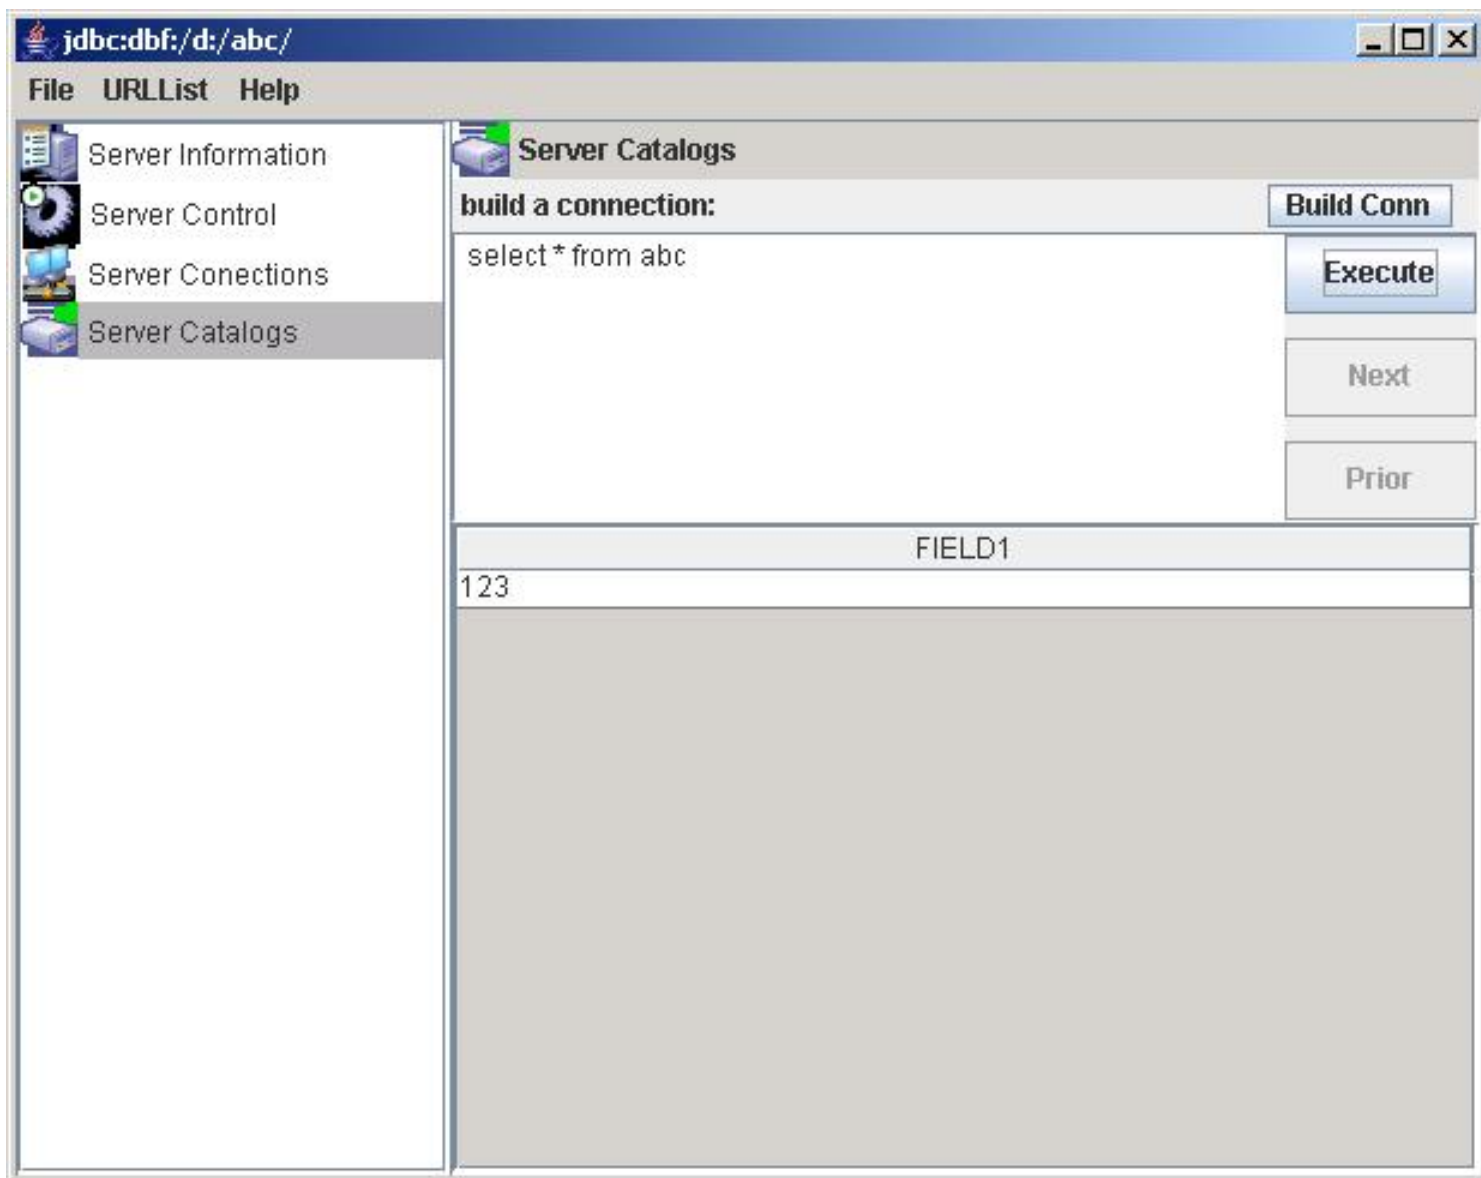 jdbc:dbf:/d:/abc/
File URLList Help
Server Information
Server Control
Server Conections
Server Catalogs
Server Catalogs
build a connection:
Build Conn
select * from abc
Execute
Next
Prior
FIELD1
123